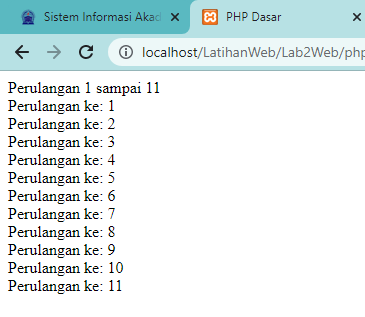 Sistem Informasi Akad
PHP Dasar
localhost/LatihanWeb/Lab2Web/php
Perulangan 1 sampai 11
Perulangan ke: 1
Perulangan ke: 2
Perulangan ke: 3
Perulangan ke: 4
Perulangan ke: 5
Perulangan ke: 6
Perulangan ke: 7
Perulangan ke: 8
Perulangan ke: 9
Perulangan ke: 10
Perulangan ke: 11